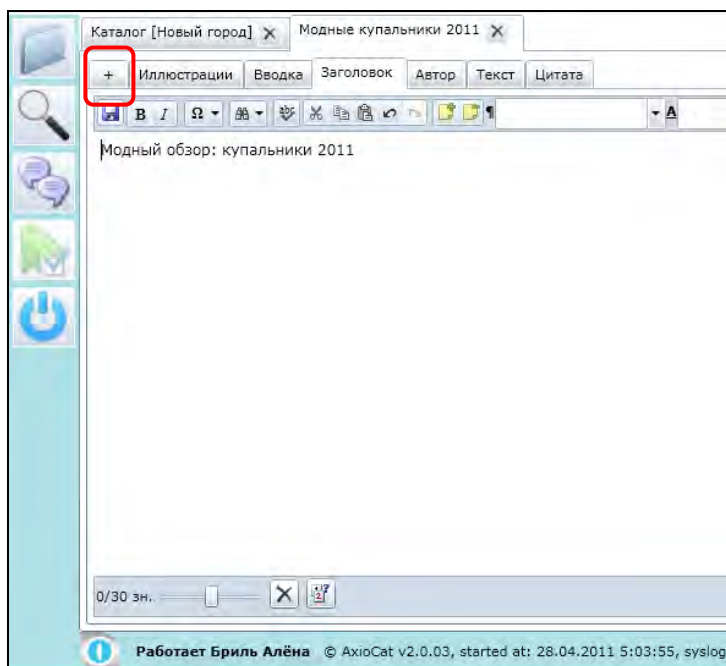 Каталог [Новый город] Модные купальники 2011
+ Иллюстрации Вводка Заголовок Автор Текст Цитата
B I Ω ¶ A
Модный обзор: купальники 2011
0/30 зн.
Работает Бриль Алёна © AxioCat v2.0.03, started at: 28.04.2011 5:03:55, syslog